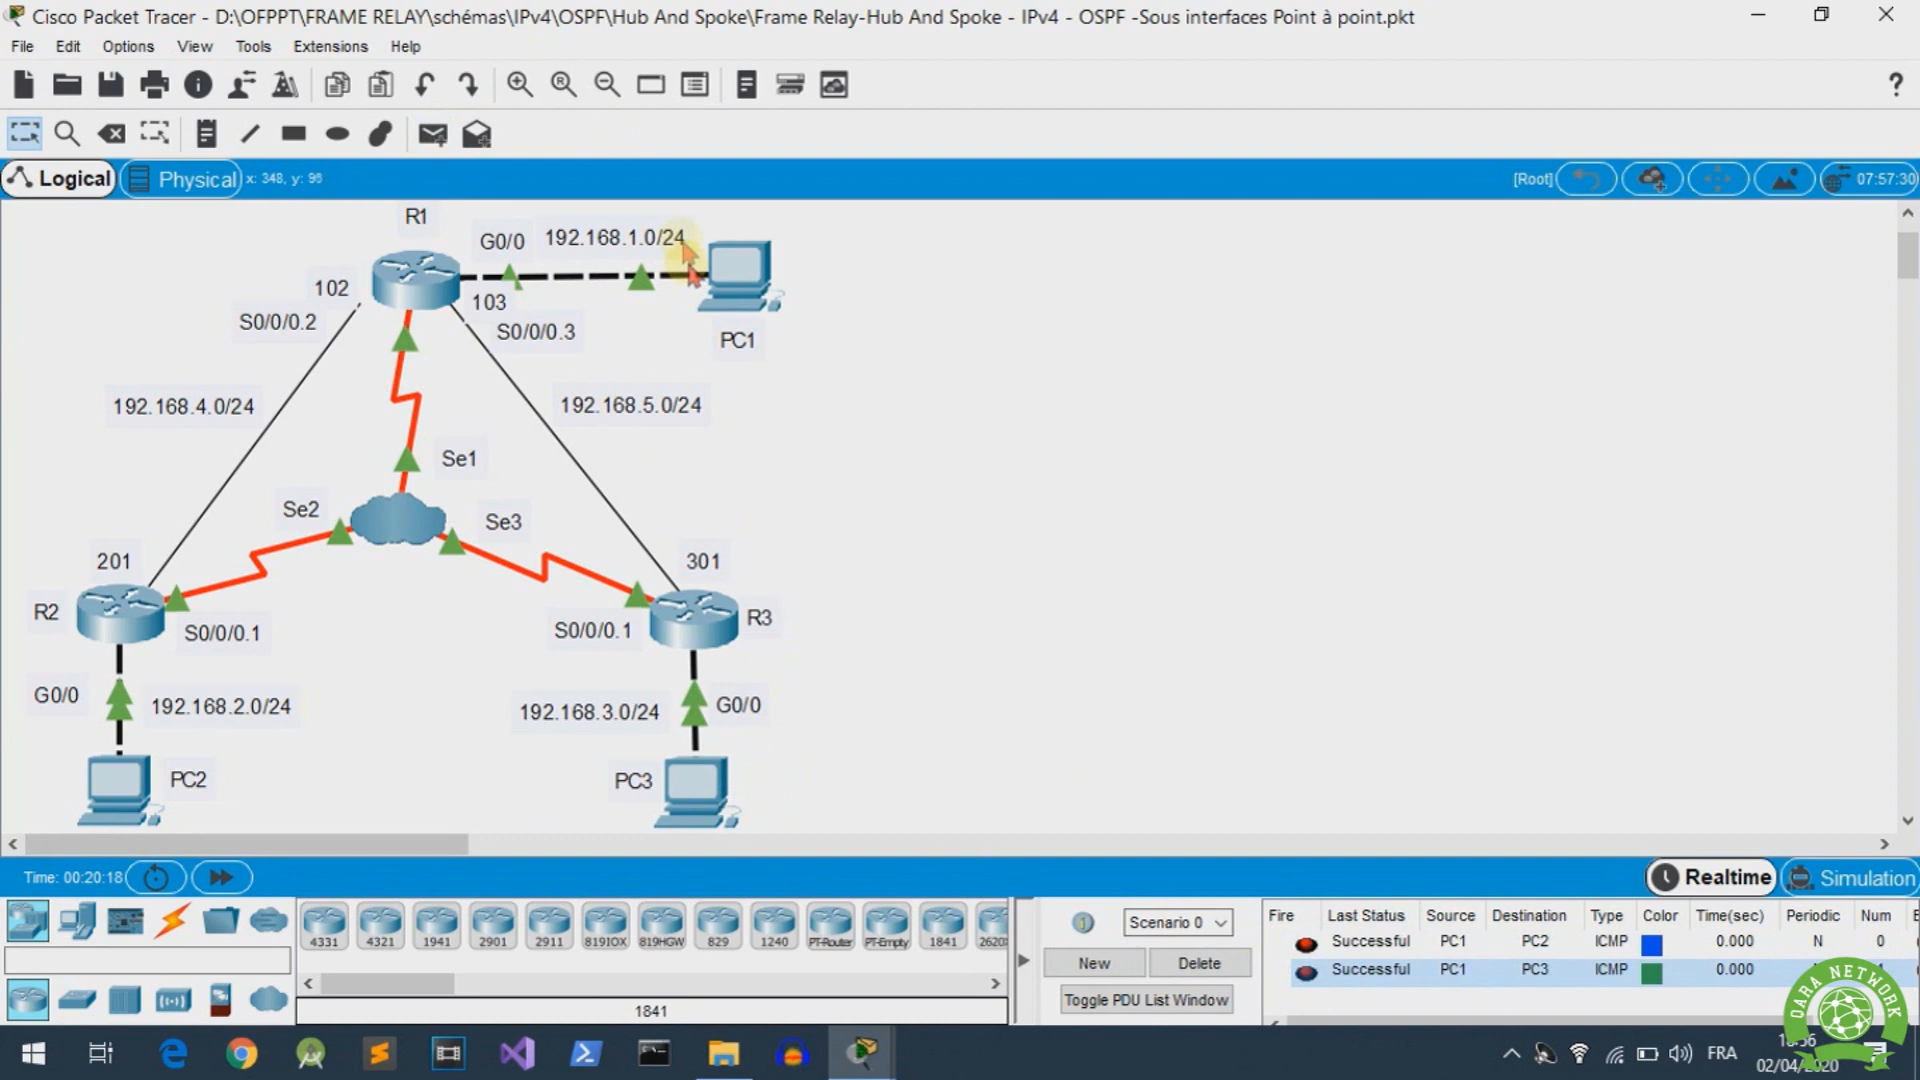 Cisco Packet Tracer - D:\OFPPT\FRAME RELAY\schémas\IPv4\OSPF\Hub And Spoke\Frame Relay-Hub And Spoke - IPv4 - OSPF -Sous interfaces Point à point.pkt
File Edit Options View Tools Extensions Help
Logical Physical x: 348, y: 96 [Root] 07:57:30
R1
G0/0 192.168.1.0/24
102 103
S0/0/0.2 S0/0/0.3
PC1
192.168.4.0/24 192.168.5.0/24
Se1
Se2 Se3
201 301
R2 R3
S0/0/0.1 S0/0/0.1
G0/0 192.168.2.0/24 192.168.3.0/24 G0/0
PC2 PC3
Time: 00:20:18 Realtime Simulation
4331 4321 1941 2901 2911 819IOX 819HGW 829 1240 PT-Router PT-Empty 1841 2620X
1841
Scenario 0
New Delete
Toggle PDU List Window
Fire Last Status Source Destination Type Color Time(sec) Periodic Num
Successful PC1 PC2 ICMP 0.000 N 0
Successful PC1 PC3 ICMP 0.000
OARA NETWORK
FRA
02/04/2020